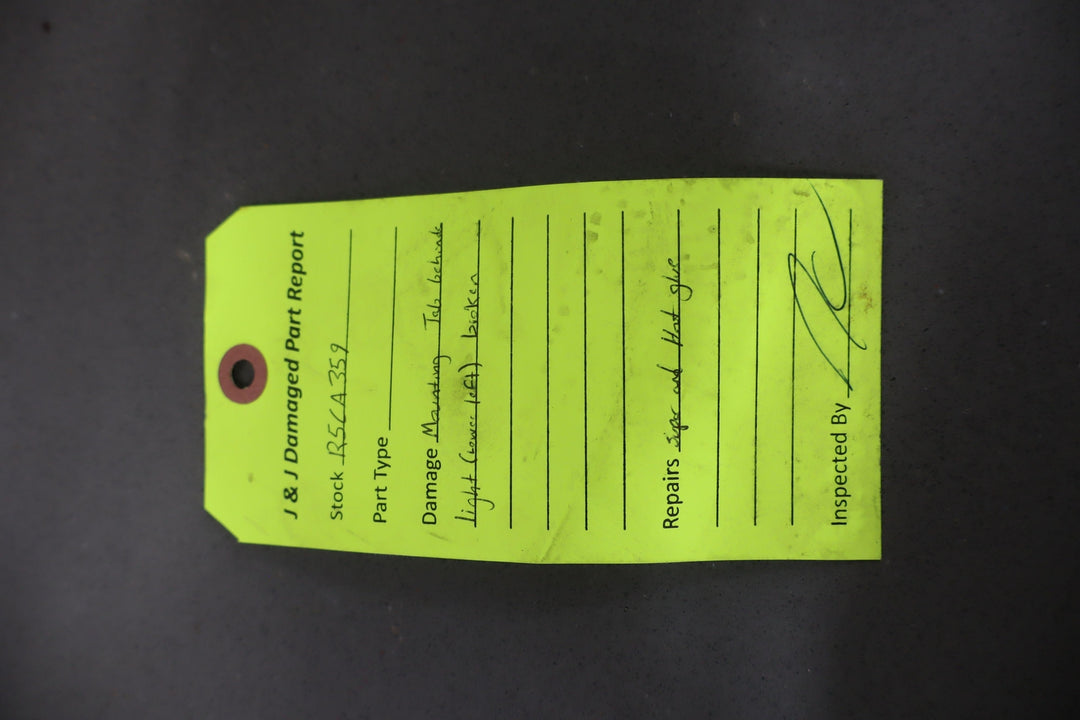 J & J Damaged Part Report
Stock R5CA359
Part Type
Damage Mounting Tab behind
light (lower left) broken
Repairs and Hot glue
Inspected By